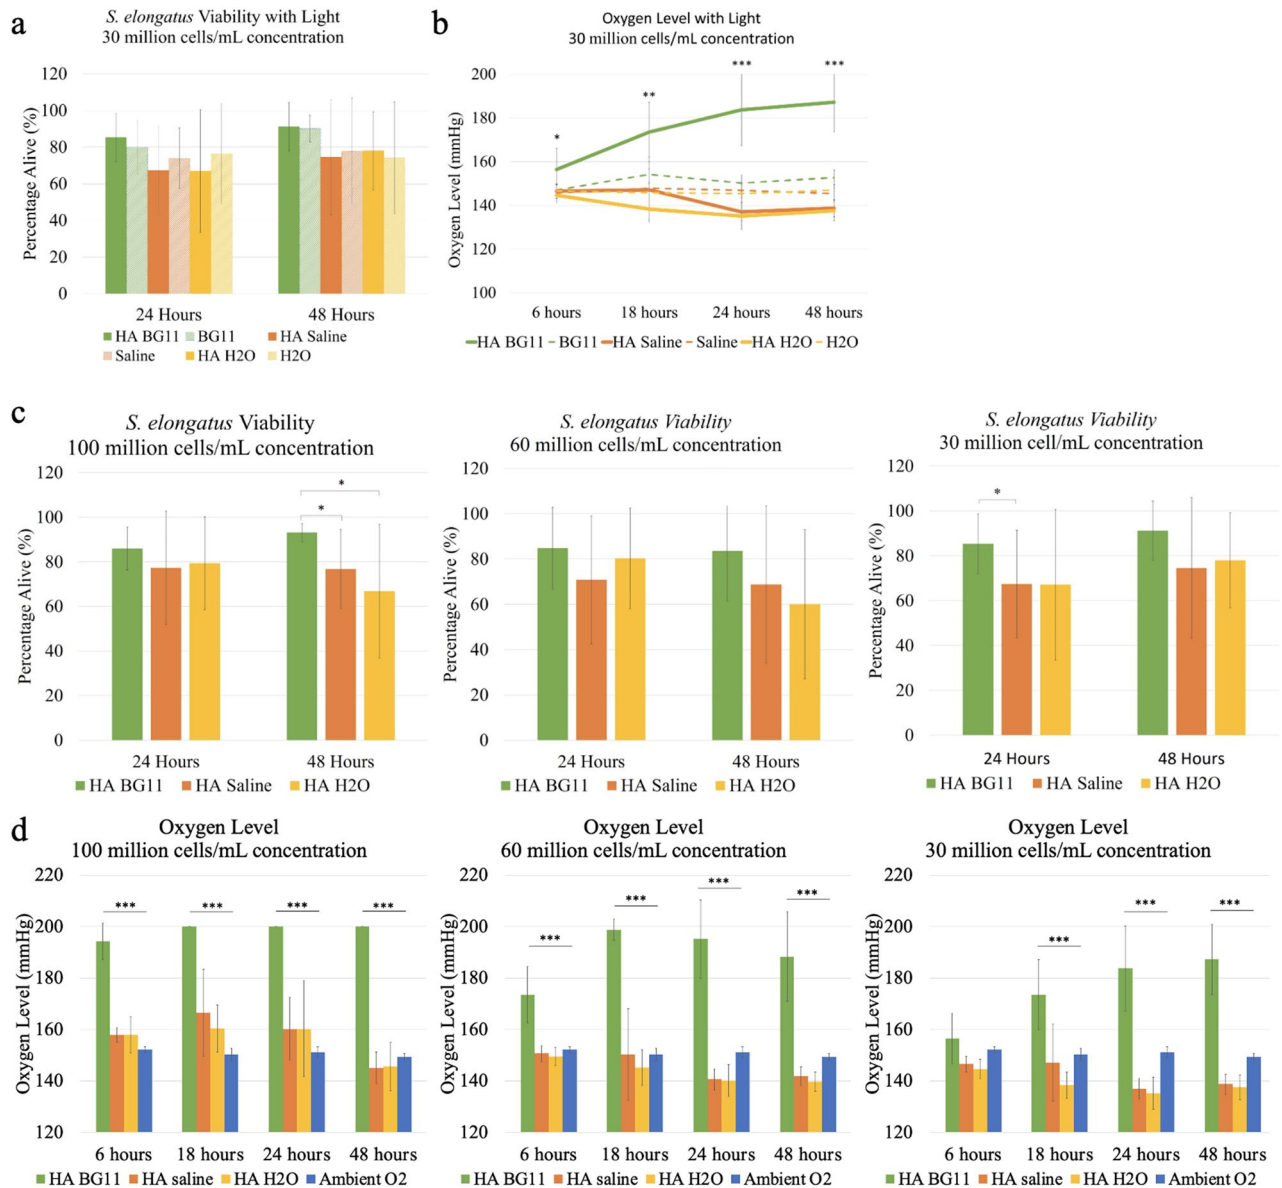 a
S. elongatus Viability with Light
30 million cells/mL concentration
Percentage Alive (%)
120
100
80
60
40
20
0
24 Hours
48 Hours
HA BG11
BG11
HA Saline
Saline
HA H2O
H2O
b
Oxygen Level with Light
30 million cells/mL concentration
Oxygen Level (mmHg)
200
180
160
140
120
100
*
**
***
***
6 hours
18 hours
24 hours
48 hours
HA BG11
BG11
HA Saline
Saline
HA H2O
H2O
c
S. elongatus Viability
100 million cells/mL concentration
Percentage Alive (%)
120
100
80
60
40
20
0
*
*
24 Hours
48 Hours
HA BG11
HA Saline
HA H2O
S. elongatus Viability
60 million cells/mL concentration
Percentage Alive (%)
120
100
80
60
40
20
0
24 Hours
48 Hours
HA BG11
HA Saline
HA H2O
S. elongatus Viability
30 million cell/mL concentration
Percentage Alive (%)
120
100
80
60
40
20
0
*
24 Hours
48 Hours
HA BG11
HA Saline
HA H2O
d
Oxygen Level
100 million cells/mL concentration
Oxygen Level (mmHg)
220
200
180
160
140
120
***
***
***
***
6 hours
18 hours
24 hours
48 hours
HA BG11
HA saline
HA H2O
Ambient O2
Oxygen Level
60 million cells/mL concentration
Oxygen Level (mmHg)
220
200
180
160
140
120
***
***
***
***
6 hours
18 hours
24 hours
48 hours
HA BG11
HA saline
HA H2O
Ambient O2
Oxygen Level
30 million cells/mL concentration
Oxygen Level (mmHg)
220
200
180
160
140
120
***
***
***
6 hours
18 hours
24 hours
48 hours
HA BG11
HA saline
HA H2O
Ambient O2